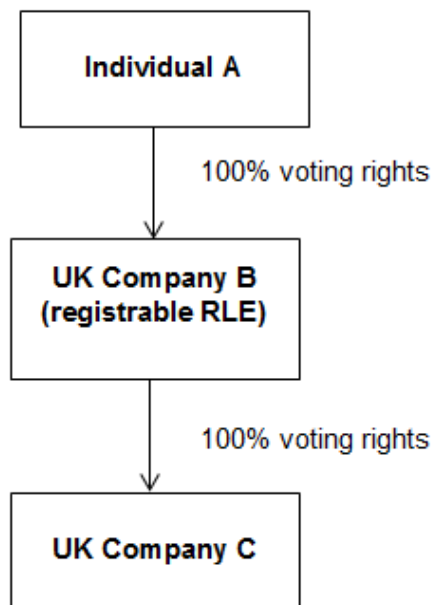 Individual A
100% voting rights
UK Company B
(registrable RLE)
100% voting rights
UK Company C